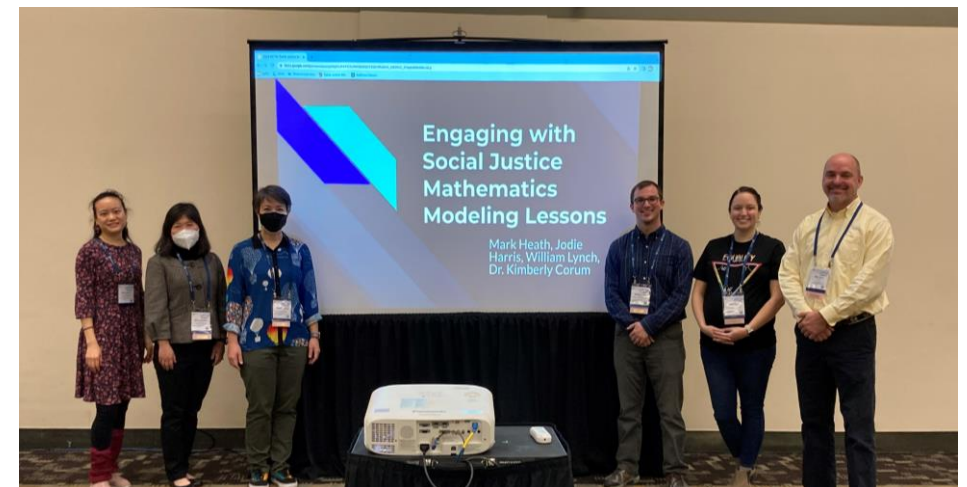 Engaging with
Social Justice
Mathematics
Modeling Lessons
Mark Heath, Jodie
Harris, William Lynch,
Dr. Kimberly Corum